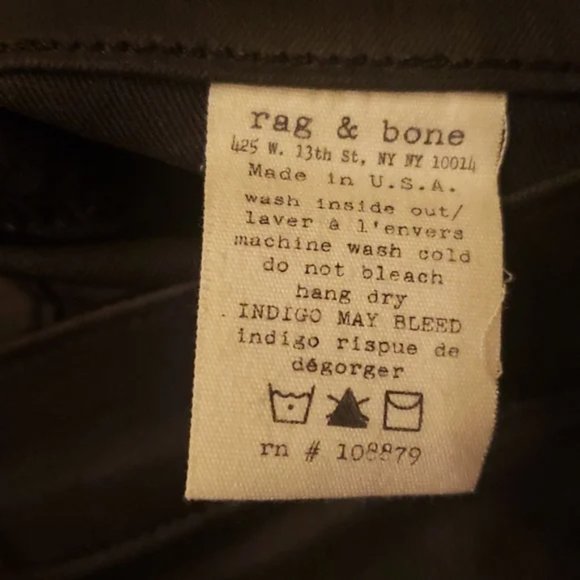 rag & bone
425 W. 13th St, NY NY 10014
Made in U.S.A.
wash inside out/
laver à l'envers
machine wash cold
do not bleach
hang dry
INDIGO MAY BLEED
indigo rispue de
dégorger
rn # 108879